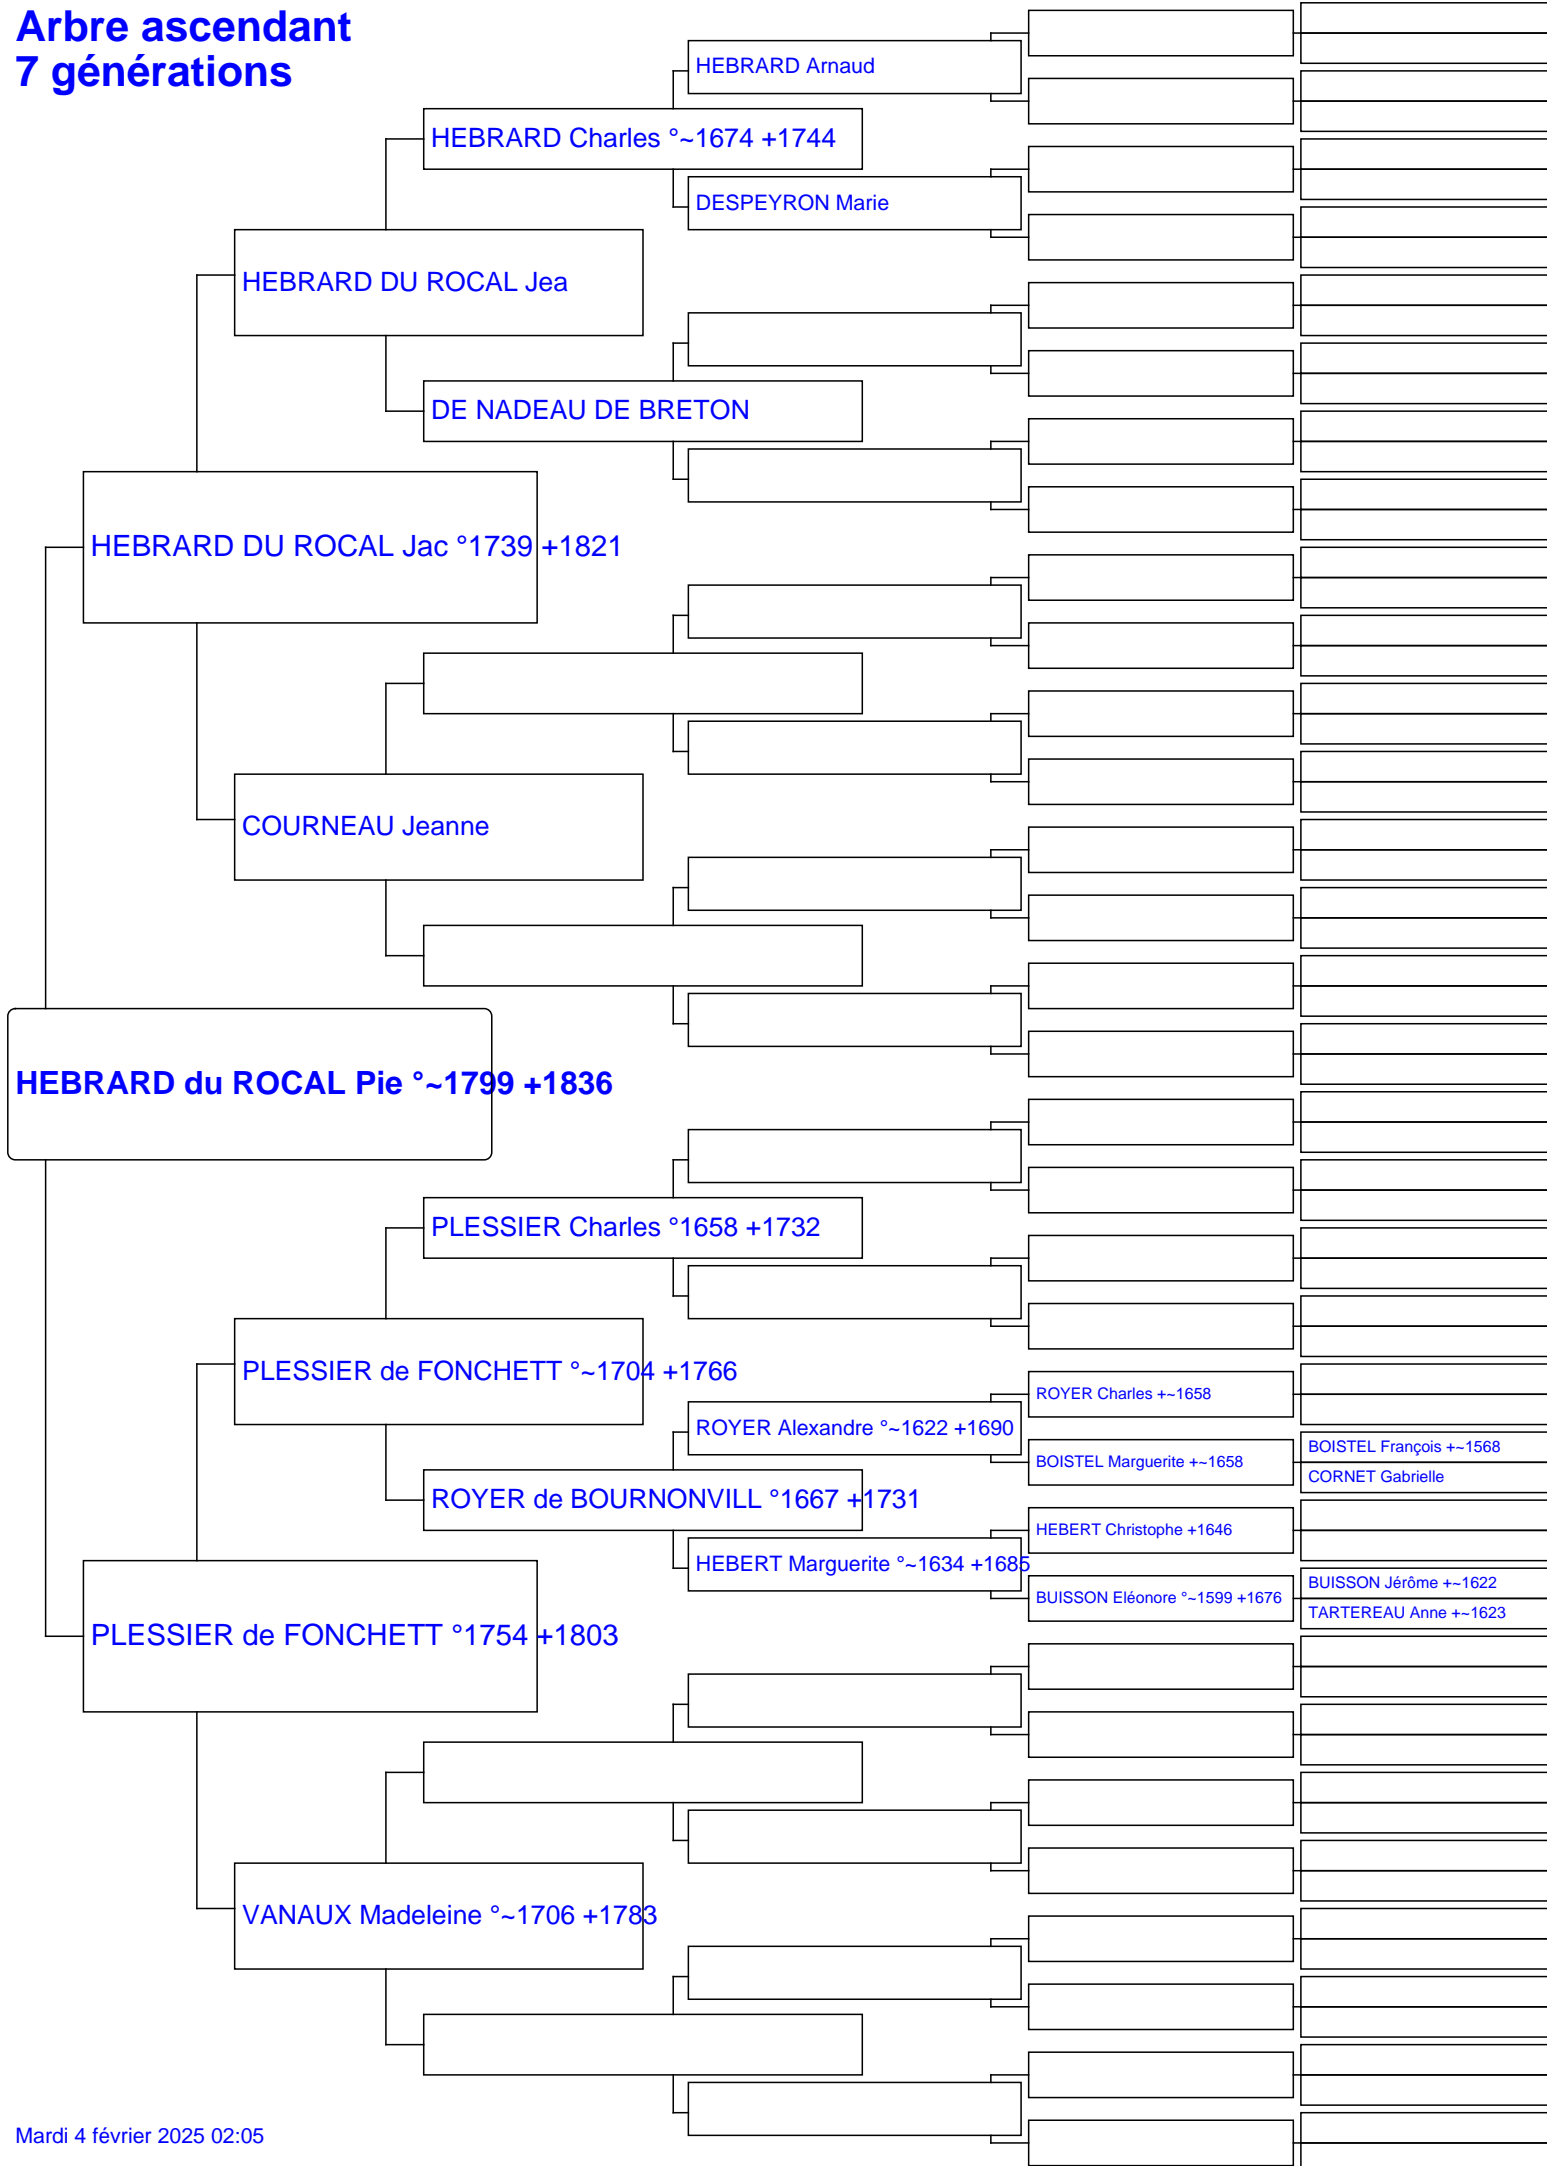 Arbre ascendant
7 générations
HEBRARD Arnaud
HEBRARD Charles °~1674 +1744
DESPEYRON Marie
HEBRARD DU ROCAL Jea
DE NADEAU DE BRETON
HEBRARD DU ROCAL Jac °1739 +1821
COURNEAU Jeanne
HEBRARD du ROCAL Pie °~1799 +1836
PLESSIER Charles °1658 +1732
PLESSIER de FONCHETT °~1704 +1766
ROYER Charles +~1658
ROYER Alexandre °~1622 +1690
BOISTEL François +~1568
BOISTEL Marguerite +~1658
CORNET Gabrielle
ROYER de BOURNONVILL °1667 +1731
HEBERT Christophe +1646
HEBERT Marguerite °~1634 +1685
BUISSON Jérôme +~1622
BUISSON Eléonore °~1599 +1676
TARTEREAU Anne +~1623
PLESSIER de FONCHETT °1754 +1803
VANAUX Madeleine °~1706 +1783
Mardi 4 février 2025 02:05